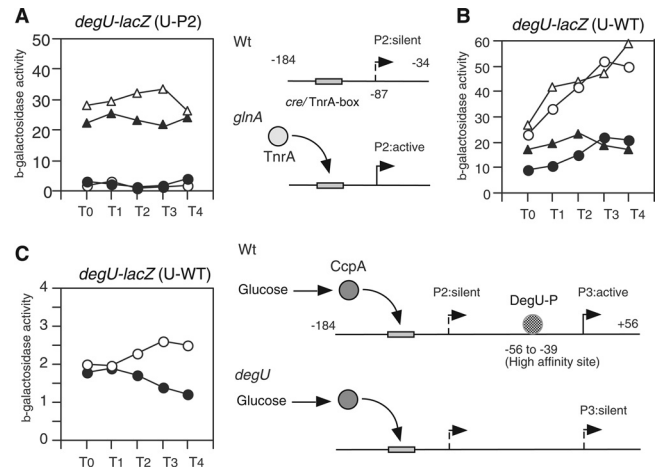 A
degU-lacZ (U-P2)
b-galactosidase activity
50
40
30
20
10
0
T0 T1 T2 T3 T4
Wt
P2:silent
-184
-34
-87
cre/TnrA-box
glnA
TnrA
P2:active
B
degU-lacZ (U-WT)
b-galactosidase activity
60
50
40
30
20
10
0
T0 T1 T2 T3 T4
C
degU-lacZ (U-WT)
b-galactosidase activity
4
3
2
1
0
T0 T1 T2 T3 T4
Wt
CcpA
Glucose
P2:silent
DegU-P
P3:active
-184
+56
-56 to -39
(High affinity site)
degU
Glucose
P3:silent